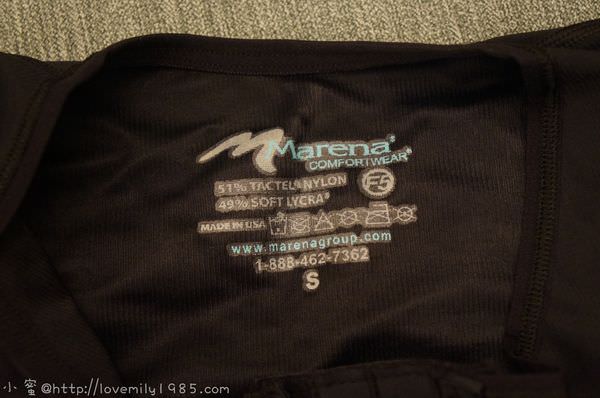 Marena®
COMFORTWEAR®
51% TACTEL® NYLON
49% SOFT LYCRA®
F5
MADE IN USA
www.marenagroup.com
1-888-462-7362
S
小蜜@http://lovemily1985.com/